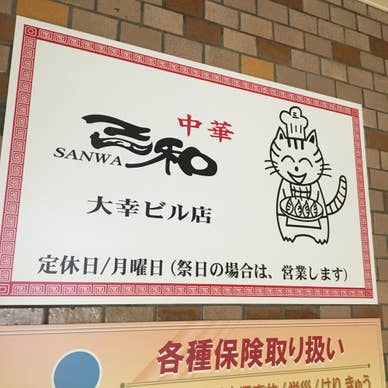 中華
三和
SANWA
大幸ビル店
定休日/月曜日(祭日の場合は、営業します)
各種保険取り扱い